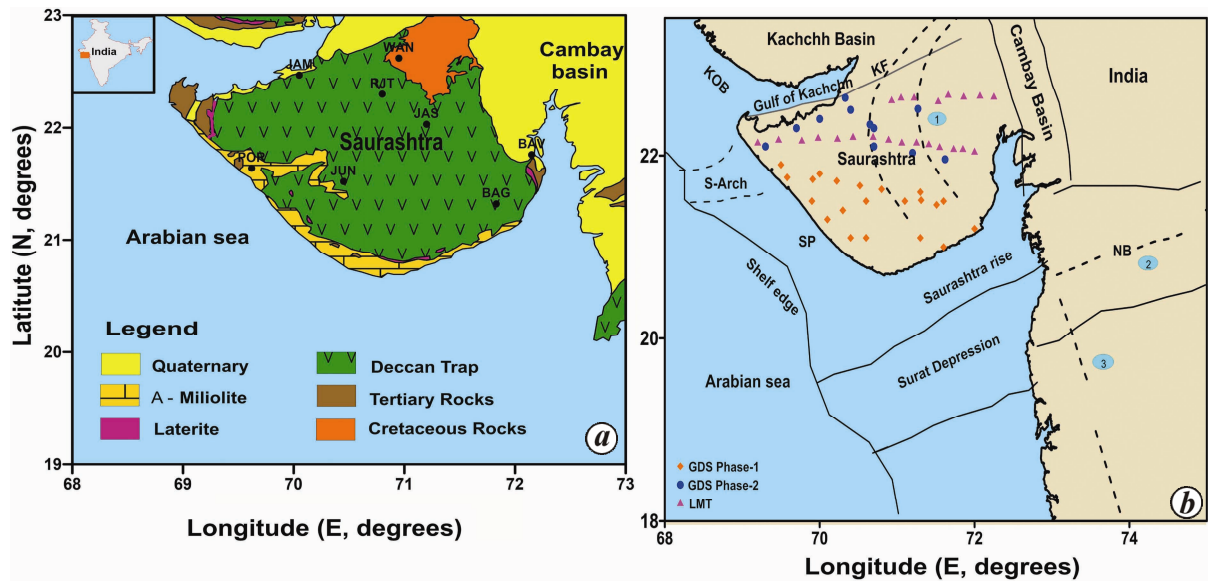 23
22
21
20
19
Latitute (N, degrees)
India
Cambay
basin
WAN
JAM
RJT
JAS
Saurashtra
POR
JUN
BAV
BAG
Arabian sea
Legend
Quaternary
A - Miliolite
Laterite
Deccan Trap
Tertiary Rocks
Cretaceous Rocks
a
68 69 70 71 72 73
Longitude (E, degrees)
22
20
18
Kachchh Basin
KOB
Gulf of Kachchn
KF
Cambay Basin
India
1
Saurashtra
S-Arch
SP
Shelf edge
Saurashtra rise
NB
2
Surat Depression
3
Arabian sea
GDS Phase-1
GDS Phase-2
LMT
b
68 70 72 74
Longitude (E, degrees)